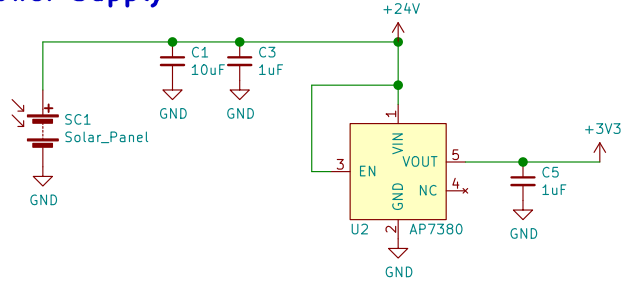 Supply
+24V
C1
10uF
C3
1uF
GND
GND
SC1
Solar_Panel
GND
1
VIN
3
EN
VOUT
5
NC
4
GND
2
U2
AP7380
GND
+3V3
C5
1uF
GND